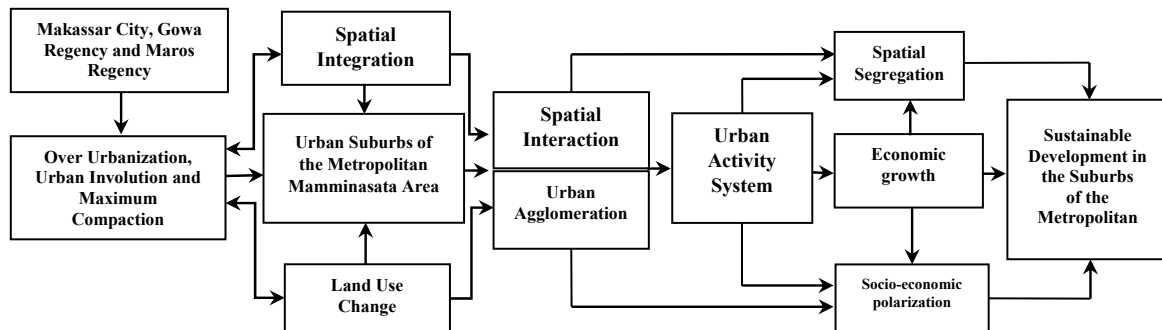 Makassar City, Gowa
Regency and Maros
Regency
Over Urbanization,
Urban Involution and
Maximum
Compaction
Spatial
Integration
Urban Suburbs of
the Metropolitan
Mamminasata Area
Land Use
Change
Spatial
Interaction
Urban
Agglomeration
Urban
Activity
System
Spatial
Segregation
Economic
growth
Socio-economic
polarization
Sustainable
Development in
the Suburbs
of the
Metropolitan